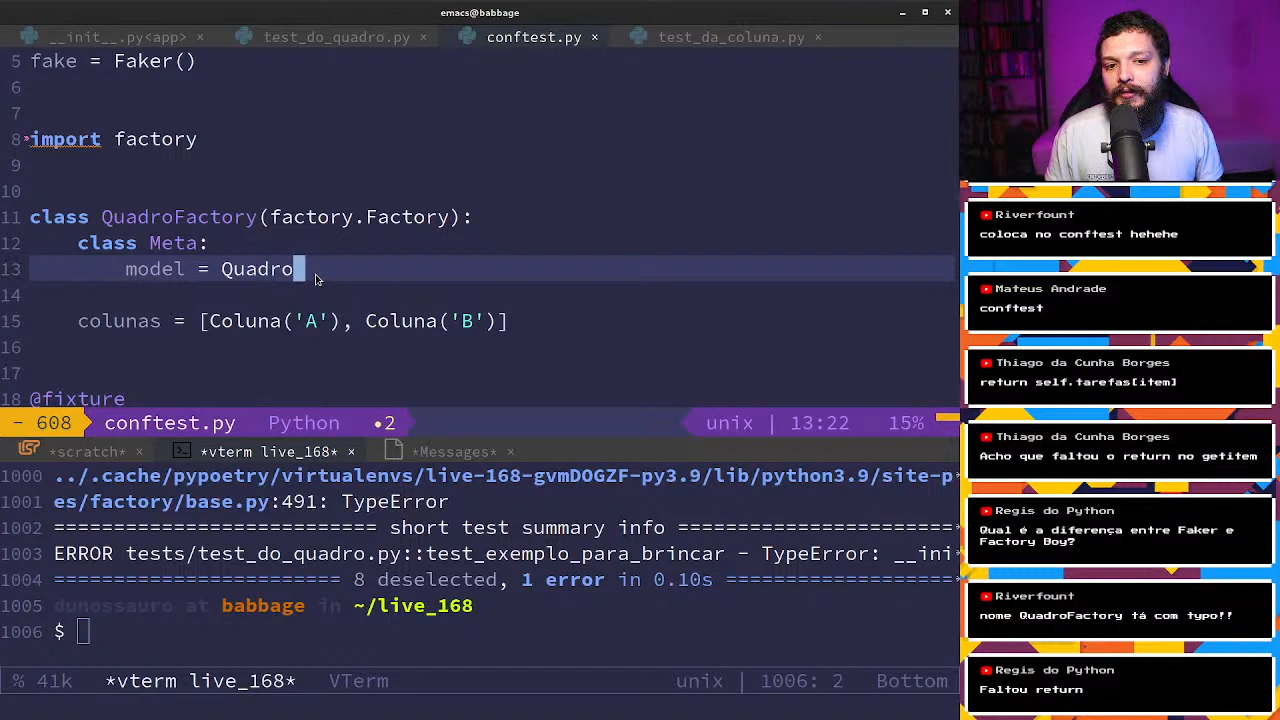 emacs@babbage
__init__.py<app> × test_do_quadro.py × conftest.py × test_da_coluna.py ×
5 fake = Faker()
6
7
8 import factory
9
10
11 class QuadroFactory(factory.Factory):
12 class Meta:
13 model = Quadro
14
15 colunas = [Coluna('A'), Coluna('B')]
16
17
18 @fixture
- 608 conftest.py Python •2 unix | 13:22 15%
*scratch* × *vterm live_168* × *Messages* ×
1000 ../.cache/pypoetry/virtualenvs/live-168-gvmDOGZF-py3.9/lib/python3.9/site-p
es/factory/base.py:491: TypeError
1002 =========================== short test summary info ===================
1003 ERROR tests/test_do_quadro.py::test_exemplo_para_brincar - TypeError: __ini
1004 ======================== 8 deselected, 1 error in 0.10s ===================
1005 dunossauro at babbage in ~/live_168
1006 $
% 41k *vterm live_168* VTerm unix | 1006: 2 Bottom
Riverfount
coloca no conftest hehehe
Mateus Andrade
conftest
Thiago da Cunha Borges
return self.tarefas[item]
Thiago da Cunha Borges
Acho que faltou o return no getitem
Regis do Python
Qual é a diferença entre Faker e
Factory Boy?
Riverfount
nome QuadroFactory tá com typo!!
Regis do Python
Faltou return